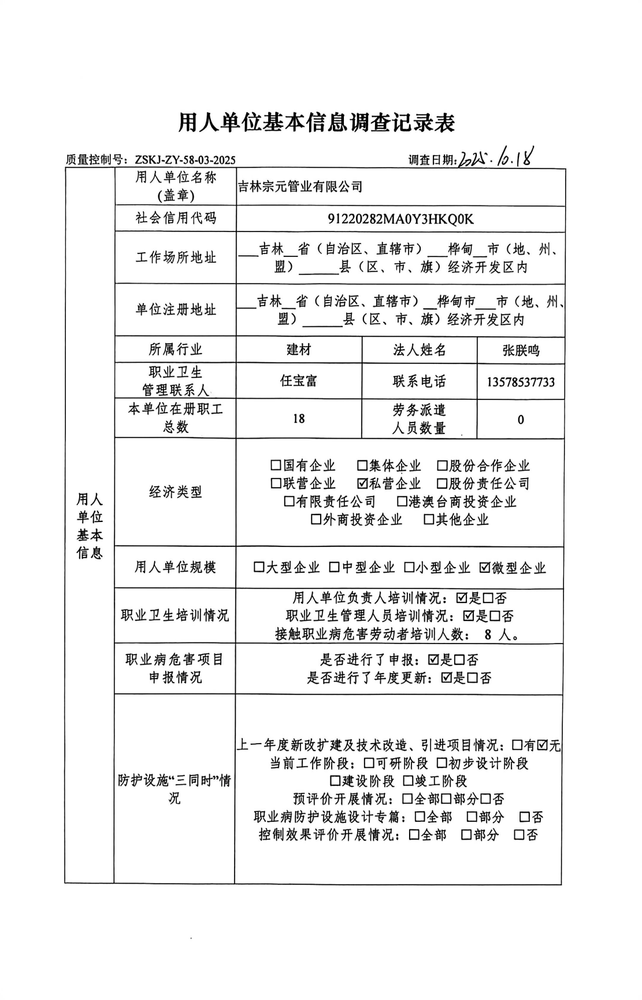 用人单位基本信息调查记录表
质量控制号：ZSKJ-ZY-58-03-2025 调查日期:2025.10.18
用人单位基本信息
用人单位名称
(盖章)
吉林宗元管业有限公司
社会信用代码 91220282MA0Y3HKQ0K
工作场所地址
___吉林__省（自治区、直辖市）___桦甸__市（地、州、
盟）______县（区、市、旗）经济开发区内
单位注册地址
___吉林__省（自治区、直辖市）__桦甸市___市（地、州、
盟）______县（区、市、旗）经济开发区内
所属行业 建材 法人姓名 张朕鸣
职业卫生
管理联系人
任宝富 联系电话 13578537733
本单位在册职工
总数
18
劳务派遣
人员数量
0
经济类型
☐国有企业 ☐集体企业 ☐股份合作企业
☐联营企业 ☑私营企业 ☐股份责任公司
☐有限责任公司 ☐港澳台商投资企业
☐外商投资企业 ☐其他企业
用人单位规模 ☐大型企业 ☐中型企业 ☐小型企业 ☑微型企业
职业卫生培训情况
用人单位负责人培训情况：☑是☐否
职业卫生管理人员培训情况：☑是☐否
接触职业病危害劳动者培训人数： 8 人。
职业病危害项目
申报情况
是否进行了申报：☑是☐否
是否进行了年度更新：☑是☐否
防护设施“三同时”情
况
上一年度新改扩建及技术改造、引进项目情况：☐有☑无
当前工作阶段：☐可研阶段 ☐初步设计阶段
☐建设阶段 ☐竣工阶段
预评价开展情况：☐全部☐部分☐否
职业病防护设施设计专篇：☐全部 ☐部分 ☐否
控制效果评价开展情况：☐全部 ☐部分 ☐否